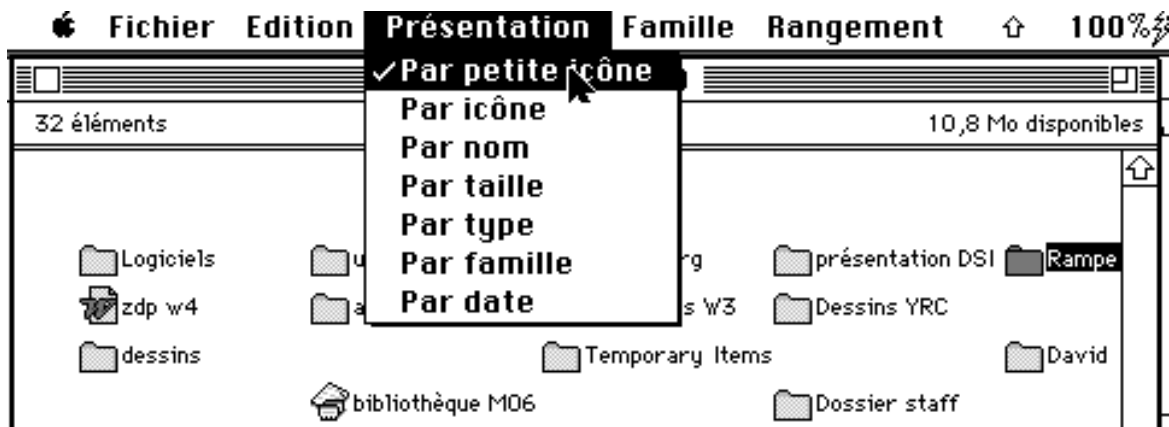 Fichier Edition Présentation Famille Rangement 100%
Par petite icône
Par icône
Par nom
Par taille
Par type
Par famille
Par date
32 éléments 10,8 Mo disponibles
Logiciels présentation DSI Rampe
zdp w4 W3 Dessins YRC
dessins Temporary Items David
bibliothèque M06 Dossier staff